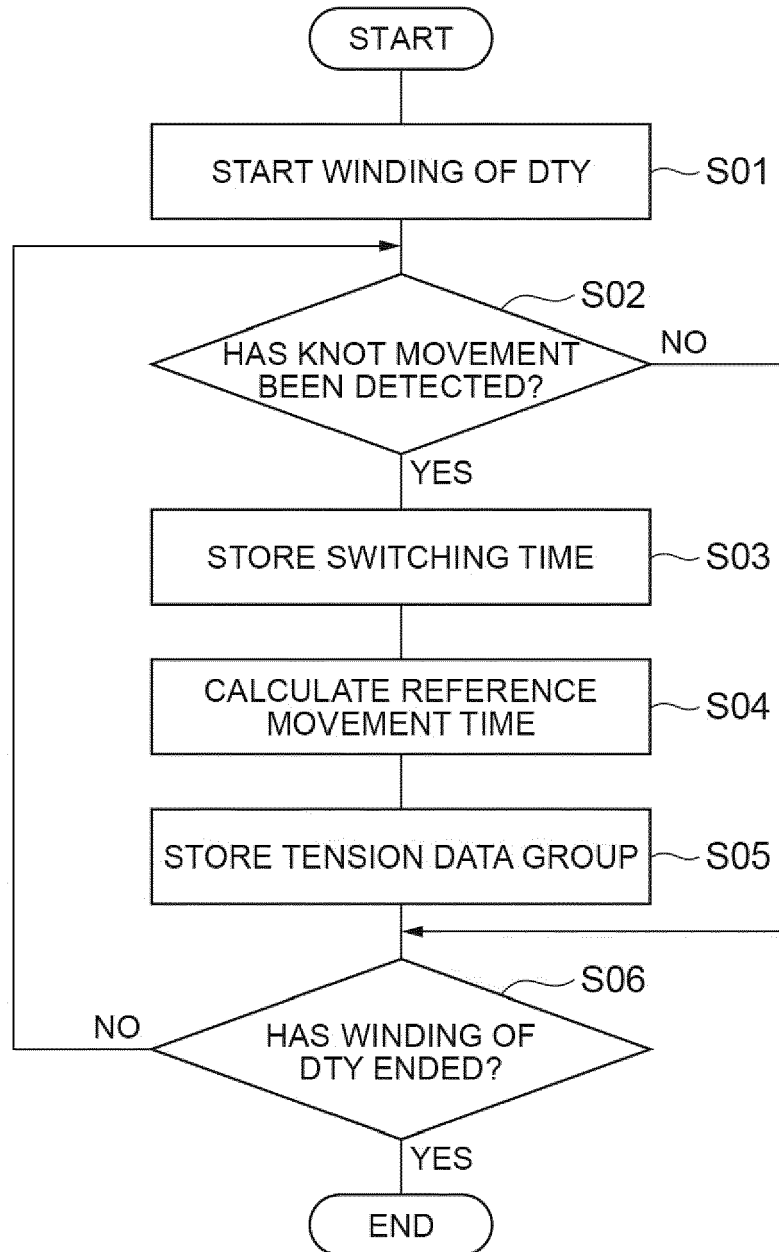 START
START WINDING OF DTY
S01
S02
HAS KNOT MOVEMENT
BEEN DETECTED?
NO
YES
STORE SWITCHING TIME
S03
CALCULATE REFERENCE
MOVEMENT TIME
S04
STORE TENSION DATA GROUP
S05
S06
NO
HAS WINDING OF
DTY ENDED?
YES
END